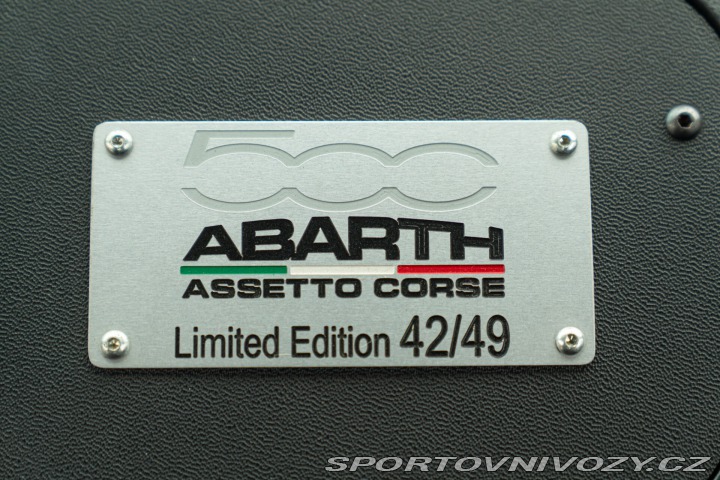 500
ABARTH
ASSETTO CORSE
Limited Edition 42/49
SPORTOVNIVOZY.CZ